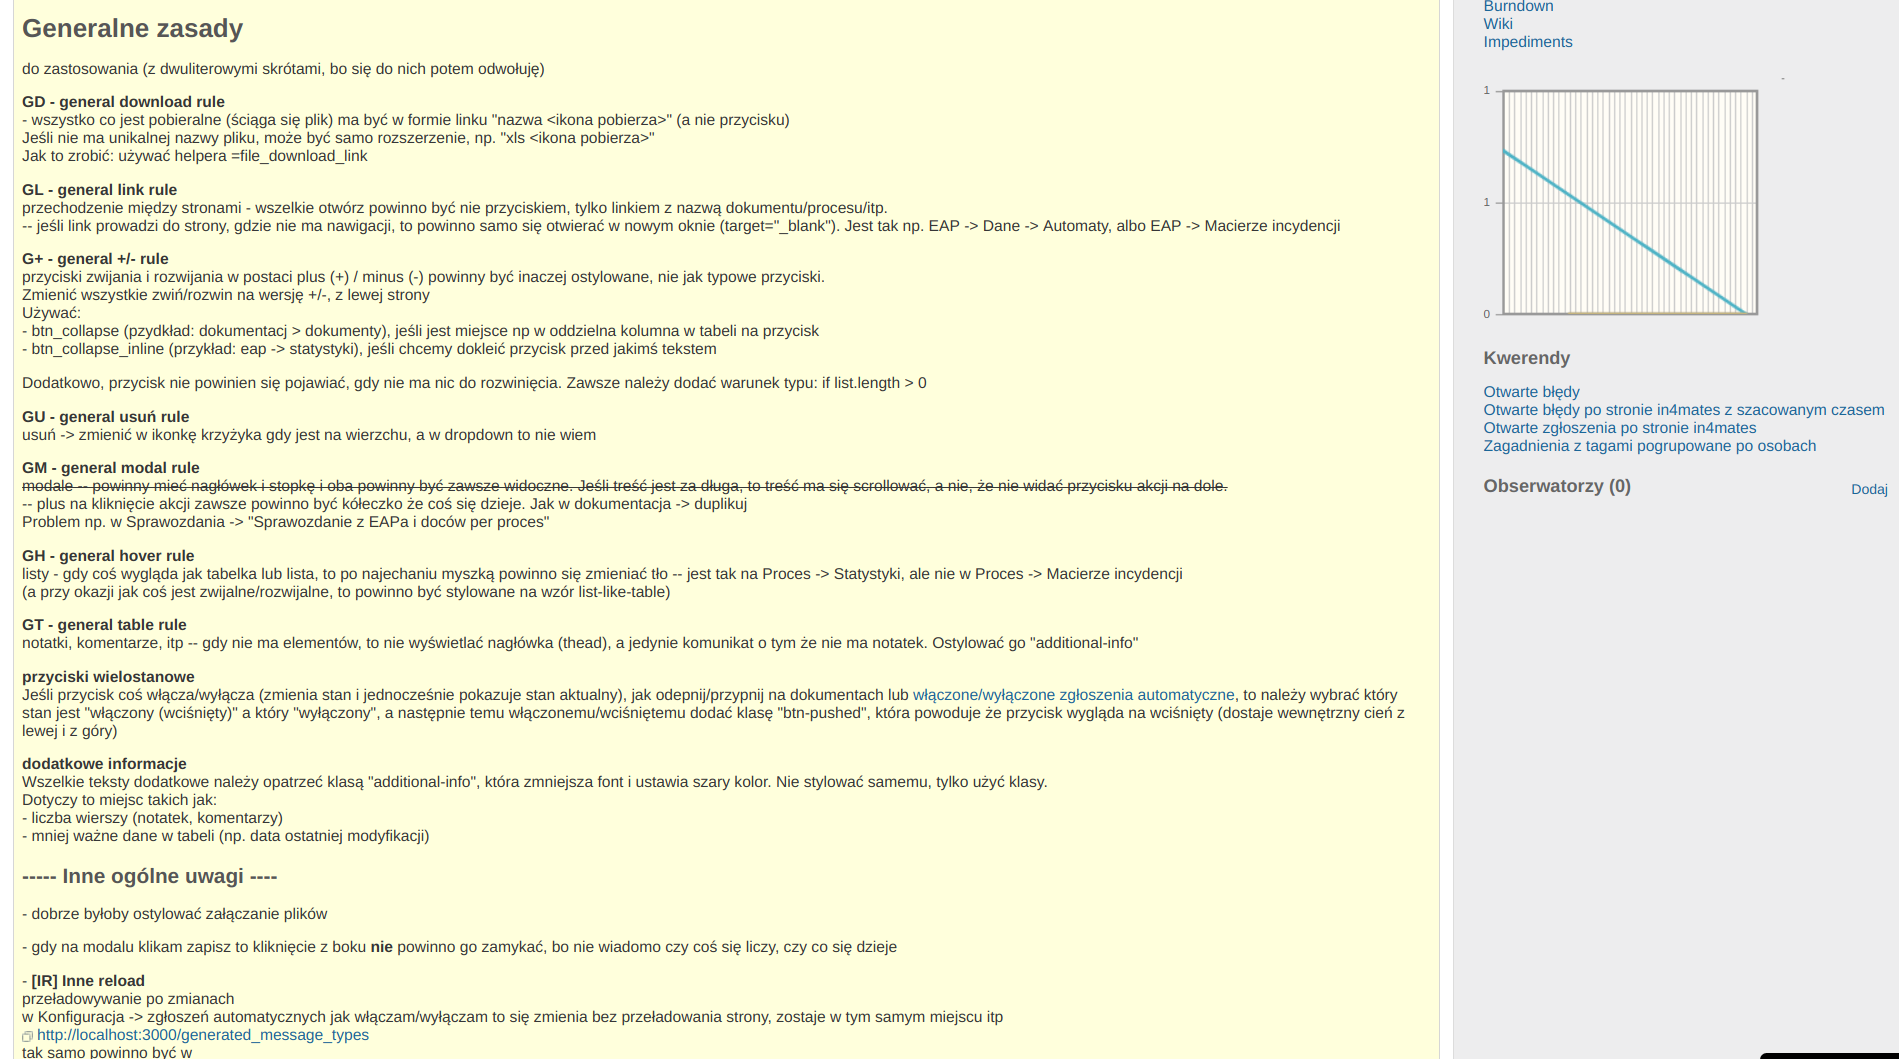 Generalne zasady
do zastosowania (z dwuliterowymi skrótami, bo się do nich potem odwołuję)
GD - general download rule
- wszystko co jest pobieralne (ściąga się plik) ma być w formie linku "nazwa <ikona pobierza>" (a nie przycisku)
Jeśli nie ma unikalnej nazwy pliku, może być samo rozszerzenie, np. "xls <ikona pobierza>"
Jak to zrobić: używać helpera =file_download_link
GL - general link rule
przechodzenie między stronami - wszelkie otwórz powinno być nie przyciskiem, tylko linkiem z nazwą dokumentu/procesu/itp.
-- jeśli link prowadzi do strony, gdzie nie ma nawigacji, to powinno samo się otwierać w nowym oknie (target="_blank"). Jest tak np. EAP -> Dane -> Automaty, albo EAP -> Macierze incydencji
G+ - general +/- rule
przyciski zwijania i rozwijania w postaci plus (+) / minus (-) powinny być inaczej ostylowane, nie jak typowe przyciski.
Zmienić wszystkie zwiń/rozwin na wersję +/-, z lewej strony
Używać:
- btn_collapse (pzydkład: dokumentacj > dokumenty), jeśli jest miejsce np w oddzielna kolumna w tabeli na przycisk
- btn_collapse_inline (przykład: eap -> statystyki), jeśli chcemy dokleić przycisk przed jakimś tekstem
Dodatkowo, przycisk nie powinien się pojawiać, gdy nie ma nic do rozwinięcia. Zawsze należy dodać warunek typu: if list.length > 0
GU - general usuń rule
usuń -> zmienić w ikonkę krzyżyka gdy jest na wierzchu, a w dropdown to nie wiem
GM - general modal rule
modale -- powinny mieć nagłówek i stopkę i oba powinny być zawsze widoczne. Jeśli treść jest za długa, to treść ma się scrollować, a nie, że nie widać przycisku akcji na dole.
-- plus na kliknięcie akcji zawsze powinno być kółeczko że coś się dzieje. Jak w dokumentacja -> duplikuj
Problem np. w Sprawozdania -> "Sprawozdanie z EAPa i doców per proces"
GH - general hover rule
listy - gdy coś wygląda jak tabelka lub lista, to po najechaniu myszką powinno się zmieniać tło -- jest tak na Proces -> Statystyki, ale nie w Proces -> Macierze incydencji
(a przy okazji jak coś jest zwijalne/rozwijalne, to powinno być stylowane na wzór list-like-table)
GT - general table rule
notatki, komentarze, itp -- gdy nie ma elementów, to nie wyświetlać nagłówka (thead), a jedynie komunikat o tym że nie ma notatek. Ostylować go "additional-info"
przyciski wielostanowe
Jeśli przycisk coś włącza/wyłącza (zmienia stan i jednocześnie pokazuje stan aktualny), jak odepnij/przypnij na dokumentach lub włączone/wyłączone zgłoszenia automatyczne, to należy wybrać który
stan jest "włączony (wciśnięty)" a który "wyłączony", a następnie temu włączonemu/wciśniętemu dodać klasę "btn-pushed", która powoduje że przycisk wygląda na wciśnięty (dostaje wewnętrzny cień z
lewej i z góry)
dodatkowe informacje
Wszelkie teksty dodatkowe należy opatrzeć klasą "additional-info", która zmniejsza font i ustawia szary kolor. Nie stylować samemu, tylko użyć klasy.
Dotyczy to miejsc takich jak:
- liczba wierszy (notatek, komentarzy)
- mniej ważne dane w tabeli (np. data ostatniej modyfikacji)
----- Inne ogólne uwagi ----
- dobrze byłoby ostylować załączanie plików
- gdy na modalu klikam zapisz to kliknięcie z boku nie powinno go zamykać, bo nie wiadomo czy coś się liczy, czy co się dzieje
- [IR] Inne reload
przeładowywanie po zmianach
w Konfiguracja -> zgłoszeń automatycznych jak włączam/wyłączam to się zmienia bez przeładowania strony, zostaje w tym samym miejscu itp
http://localhost:3000/generated_message_types
tak samo powinno być w
Burndown
Wiki
Impediments
1
1
0
Kwerendy
Otwarte błędy
Otwarte błędy po stronie in4mates z szacowanym czasem
Otwarte zgłoszenia po stronie in4mates
Zagadnienia z tagami pogrupowane po osobach
Obserwatorzy (0)
Dodaj